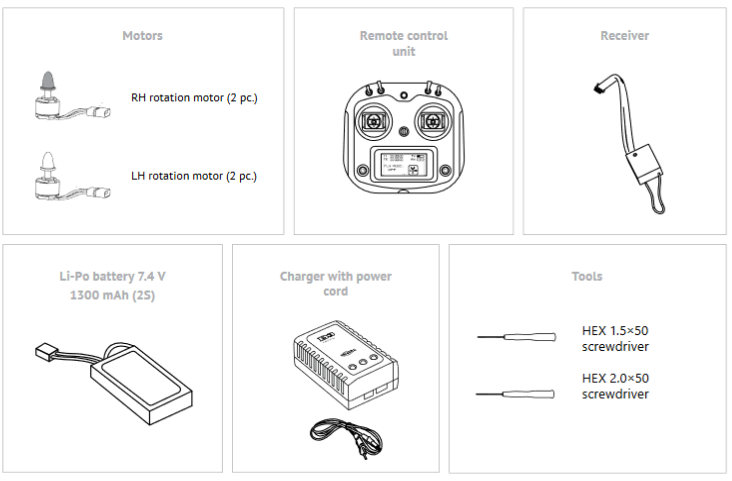 Motors
RH rotation motor (2 pc.)
LH rotation motor (2 pc.)
Remote control
unit
Receiver
Li-Po battery 7.4 V
1300 mAh (2S)
Charger with power
cord
Tools
HEX 1.5×50
screwdriver
HEX 2.0×50
screwdriver